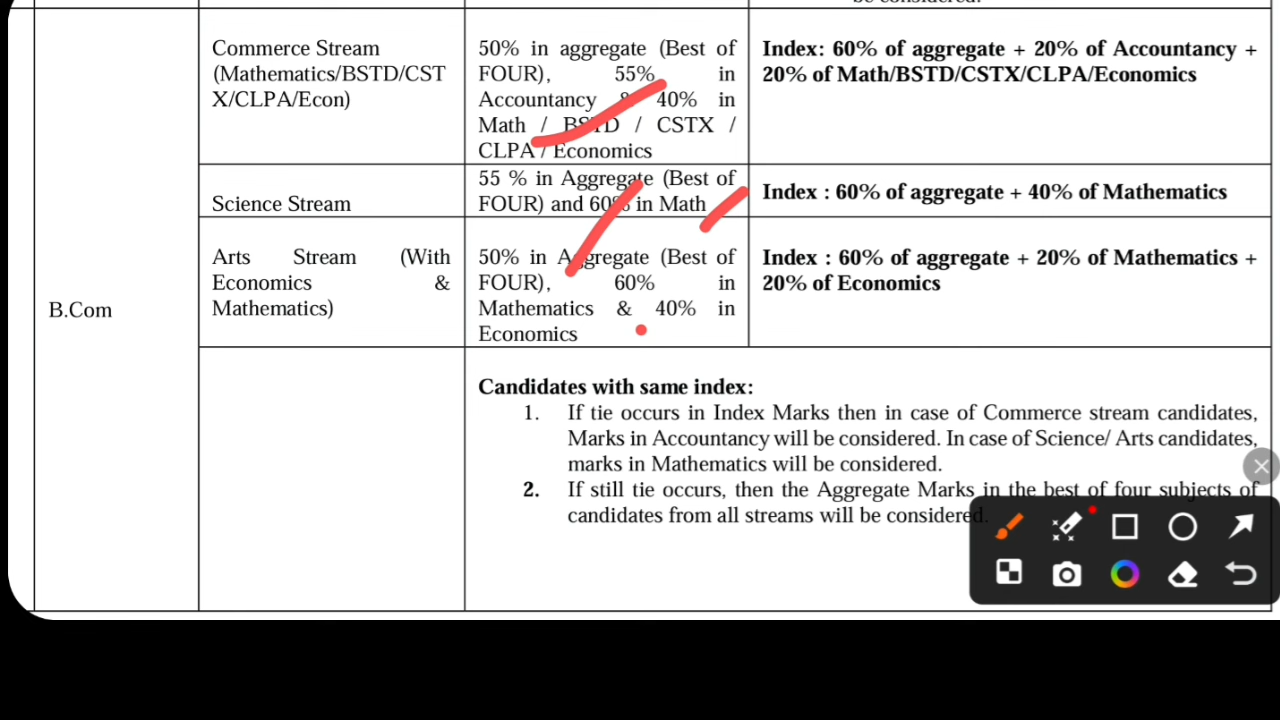 be considered.
Commerce Stream
(Mathematics/BSTD/CST
X/CLPA/Econ)
50% in aggregate (Best of
FOUR), 55% in
Accountancy & 40% in
Math / BSTD / CSTX /
CLPA / Economics
Index: 60% of aggregate + 20% of Accountancy +
20% of Math/BSTD/CSTX/CLPA/Economics
Science Stream
55 % in Aggregate (Best of
FOUR) and 60% in Math
Index : 60% of aggregate + 40% of Mathematics
B.Com
Arts Stream (With
Economics &
Mathematics)
50% in Aggregate (Best of
FOUR), 60% in
Mathematics & 40% in
Economics
Index : 60% of aggregate + 20% of Mathematics +
20% of Economics
Candidates with same index:
1. If tie occurs in Index Marks then in case of Commerce stream candidates,
Marks in Accountancy will be considered. In case of Science/ Arts candidates,
marks in Mathematics will be considered.
2. If still tie occurs, then the Aggregate Marks in the best of four subjects of
candidates from all streams will be considered.